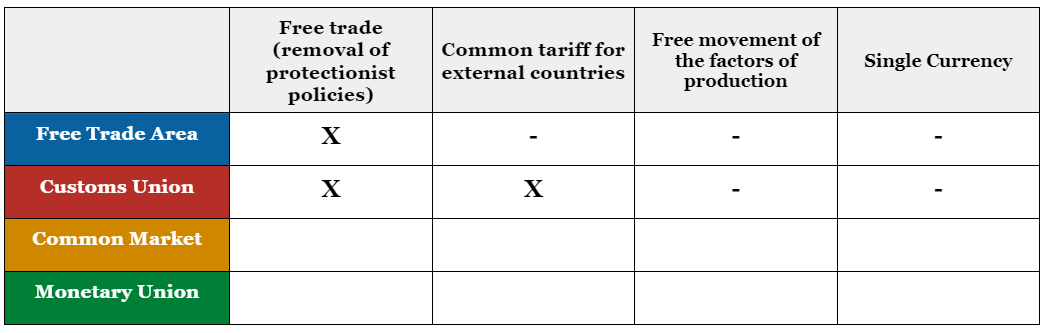 Free trade
(removal of
protectionist
policies)
Common tariff for
external countries
Free movement of
the factors of
production
Single Currency
Free Trade Area
X
-
-
-
Customs Union
X
X
-
-
Common Market
Monetary Union